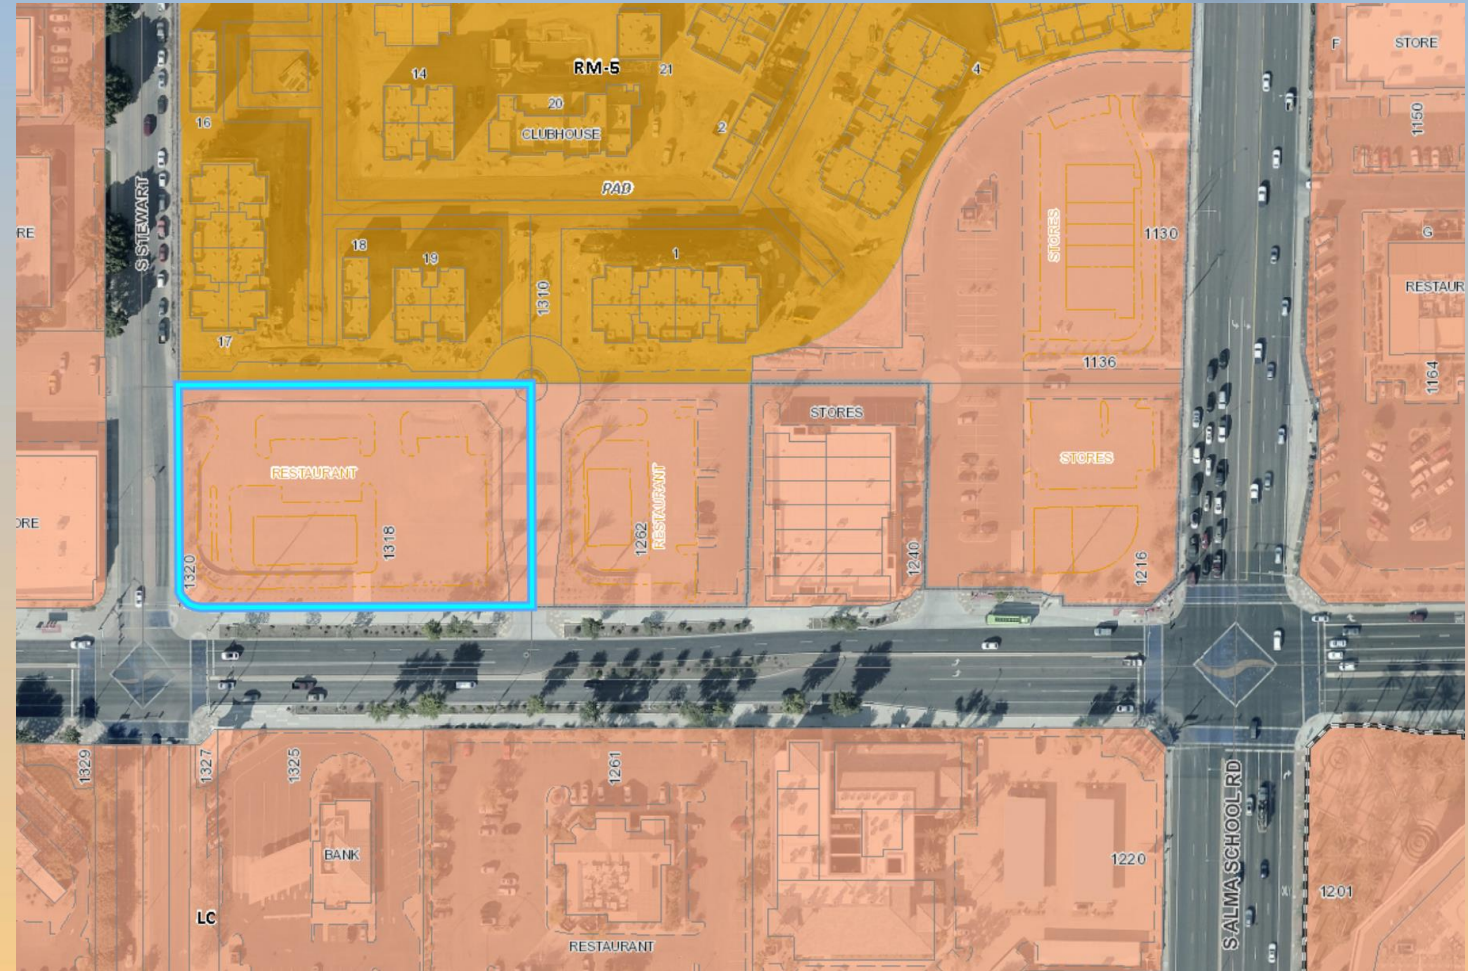 F
STORE
RM-5
21
14
4
1150
20
16
CLUBHOUSE
2
S STEWART
PAD
RE
STORES
1130
G
18
19
1
RESTAUR
1310
17
1136
1164
STORES
RESTAURANT
STORES
RESTAURANT
ORE
1318
1262
1320
1240
1216
1329
1327
1325
1261
S ALMA SCHOOL RD
BANK
1220
1201
LC
RESTAURANT